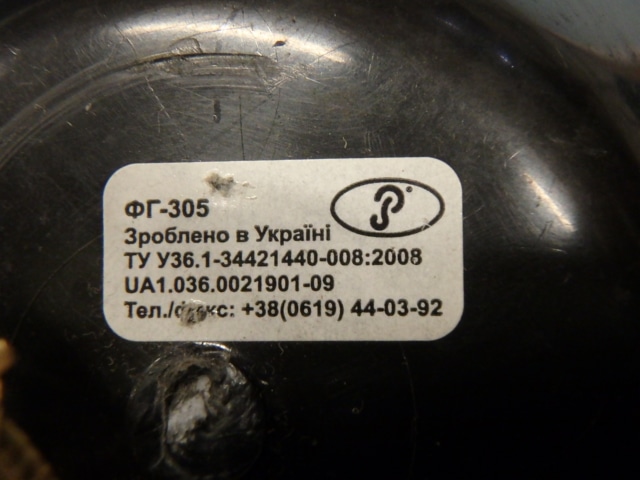 ФГ-305
Зроблено в Україні
ТУ У36.1-34421440-008:2008
UA1.036.0021901-09
Тел./факс: +38(0619) 44-03-92